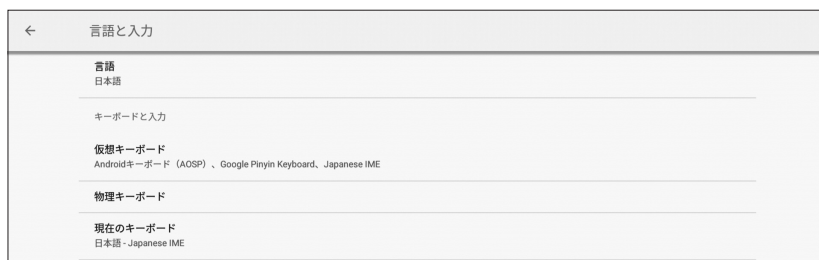 言語と入力
言語
日本語
キーボードと入力
仮想キーボード
Androidキーボード（AOSP）、Google Pinyin Keyboard、Japanese IME
物理キーボード
現在のキーボード
日本語 - Japanese IME